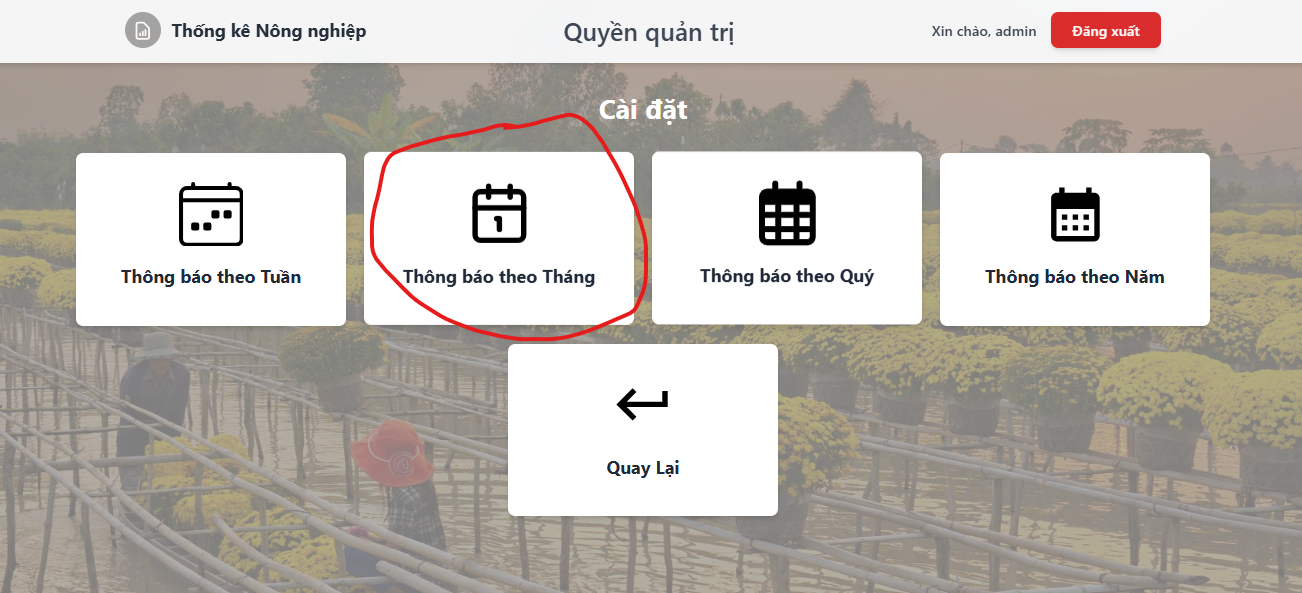 Thống kê Nông nghiệp
Quyền quản trị
Xin chào, admin
Đăng xuất
Cài đặt
1
Thông báo theo Tuần
Thông báo theo Tháng
Thông báo theo Quý
Thông báo theo Năm
Quay Lại